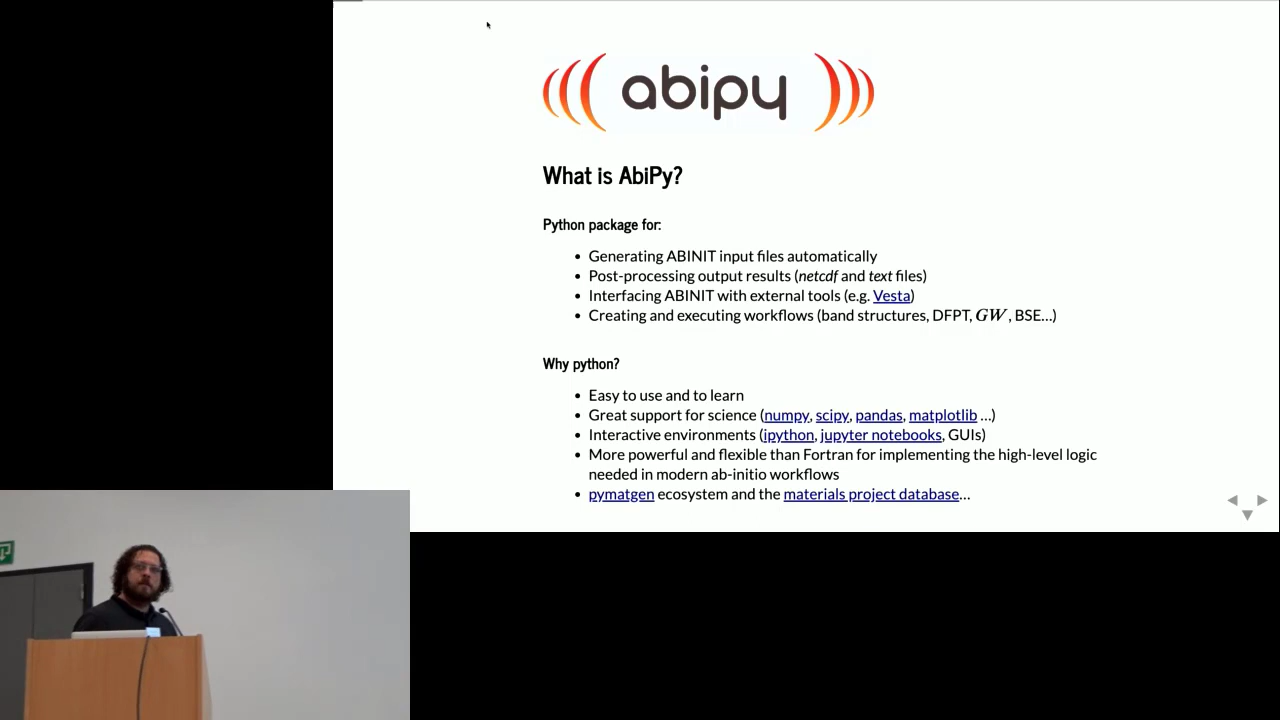 abipy
What is AbiPy?
Python package for:
• Generating ABINIT input files automatically
• Post-processing output results (netcdf and text files)
• Interfacing ABINIT with external tools (e.g. Vesta)
• Creating and executing workflows (band structures, DFPT, GW, BSE...)
Why python?
• Easy to use and to learn
• Great support for science (numpy, scipy, pandas, matplotlib ...)
• Interactive environments (ipython, jupyter notebooks, GUIs)
• More powerful and flexible than Fortran for implementing the high-level logic
needed in modern ab-initio workflows
• pymatgen ecosystem and the materials project database...